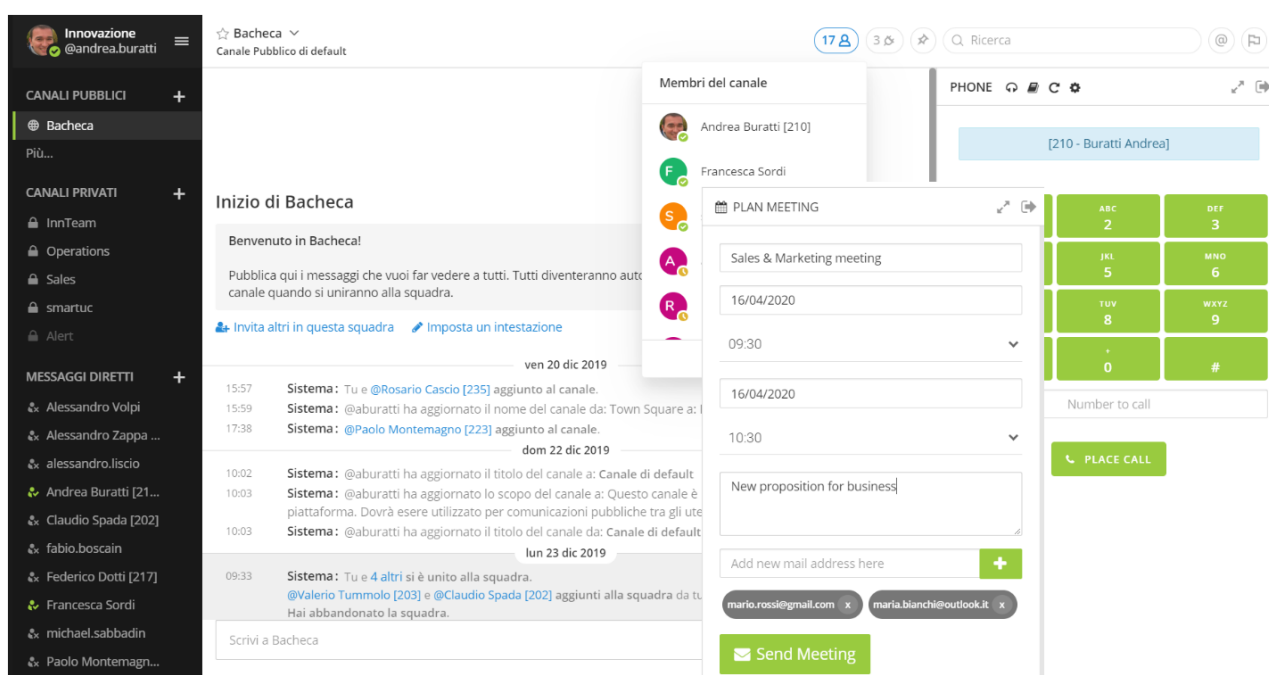 Innovazione
@andrea.buratti
CANALI PUBBLICI +
Bacheca
Più...
CANALI PRIVATI +
InnTeam
Operations
Sales
smartuc
Alert
MESSAGGI DIRETTI +
Alessandro Volpi
Alessandro Zappa ...
alessandro.liscio
Andrea Buratti [21...
Claudio Spada [202]
fabio.boscain
Federico Dotti [217]
Francesca Sordi
michael.sabbadin
Paolo Montemagn...
Bacheca
Canale Pubblico di default
17
3
Ricerca
@
Inizio di Bacheca
Benvenuto in Bacheca!
Pubblica qui i messaggi che vuoi far vedere a tutti. Tutti diventeranno
canale quando si uniranno alla squadra.
Invita altri in questa squadra Imposta un intestazione
ven 20 dic 2019
15:57 Sistema: Tu e @Rosario Cascio [235] aggiunto al canale.
15:59 Sistema: @aburatti ha aggiornato il nome del canale da: Town Square a:
17:38 Sistema: @Paolo Montemagno [223] aggiunto al canale.
dom 22 dic 2019
10:02 Sistema: @aburatti ha aggiornato il titolo del canale a: Canale di default
10:03 Sistema: @aburatti ha aggiornato lo scopo del canale a: Questo canale è
piattaforma. Dovrà esere utilizzato per comunicazioni pubbliche tra gli
10:03 Sistema: @aburatti ha aggiornato il titolo del canale da: Canale di default
lun 23 dic 2019
09:33 Sistema: Tu e 4 altri si è unito alla squadra.
@Valerio Tummolo [203] e @Claudio Spada [202] aggiunti alla squadra da
Hai abbandonato la squadra.
Scrivi a Bacheca
Membri del canale
Andrea Buratti [210]
F Francesca Sordi
S
A
R
PLAN MEETING
Sales & Marketing meeting
16/04/2020
09:30
16/04/2020
10:30
New proposition for business
Add new mail address here +
mario.rossi@gmail.com x maria.bianchi@outlook.it x
Send Meeting
PHONE
[210 - Buratti Andrea]
ABC DEF
2 3
JKL MNO
5 6
TUV WXYZ
8 9
+
0 #
Number to call
PLACE CALL